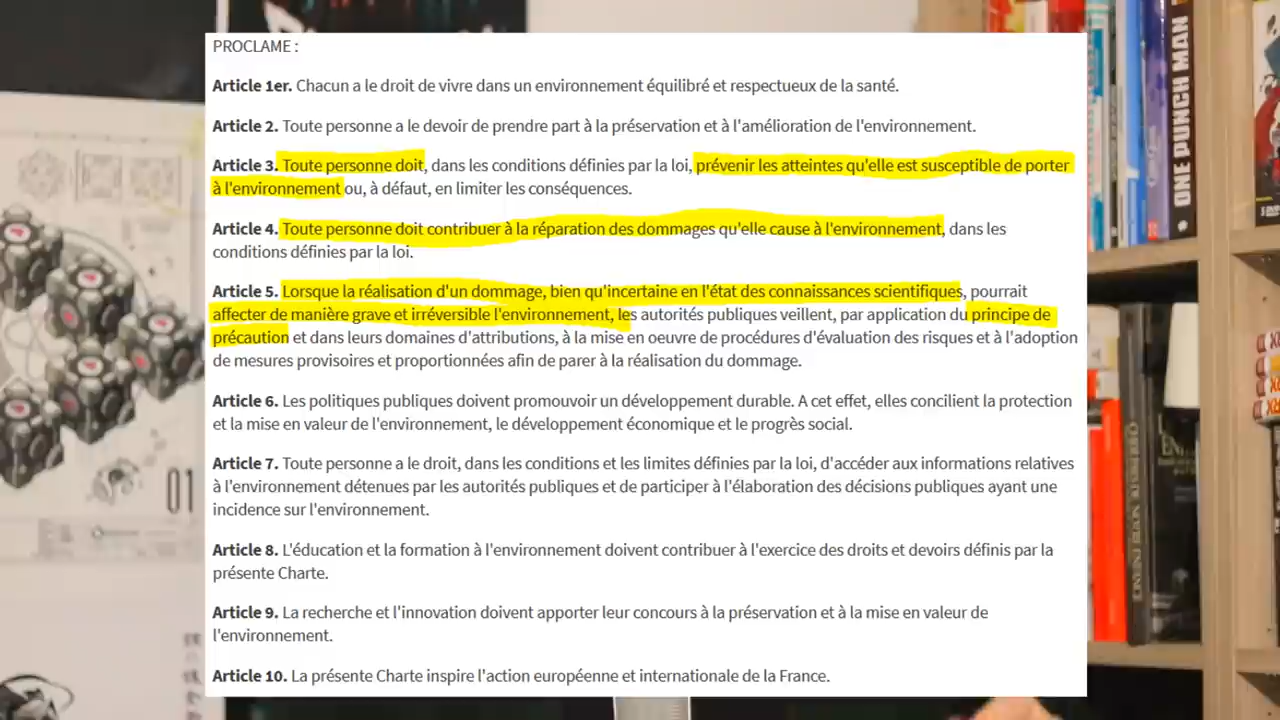 PROCLAME :
Article 1er. Chacun a le droit de vivre dans un environnement équilibré et respectueux de la santé.
Article 2. Toute personne a le devoir de prendre part à la préservation et à l'amélioration de l'environnement.
Article 3. Toute personne doit, dans les conditions définies par la loi, prévenir les atteintes qu'elle est susceptible de porter
à l'environnement ou, à défaut, en limiter les conséquences.
Article 4. Toute personne doit contribuer à la réparation des dommages qu'elle cause à l'environnement, dans les
conditions définies par la loi.
Article 5. Lorsque la réalisation d'un dommage, bien qu'incertaine en l'état des connaissances scientifiques, pourrait
affecter de manière grave et irréversible l'environnement, les autorités publiques veillent, par application du principe de
précaution et dans leurs domaines d'attributions, à la mise en oeuvre de procédures d'évaluation des risques et à l'adoption
de mesures provisoires et proportionnées afin de parer à la réalisation du dommage.
Article 6. Les politiques publiques doivent promouvoir un développement durable. A cet effet, elles concilient la protection
et la mise en valeur de l'environnement, le développement économique et le progrès social.
Article 7. Toute personne a le droit, dans les conditions et les limites définies par la loi, d'accéder aux informations relatives
à l'environnement détenues par les autorités publiques et de participer à l'élaboration des décisions publiques ayant une
incidence sur l'environnement.
Article 8. L'éducation et la formation à l'environnement doivent contribuer à l'exercice des droits et devoirs définis par la
présente Charte.
Article 9. La recherche et l'innovation doivent apporter leur concours à la préservation et à la mise en valeur de
l'environnement.
Article 10. La présente Charte inspire l'action européenne et internationale de la France.
01
ONE PUNCH MAN